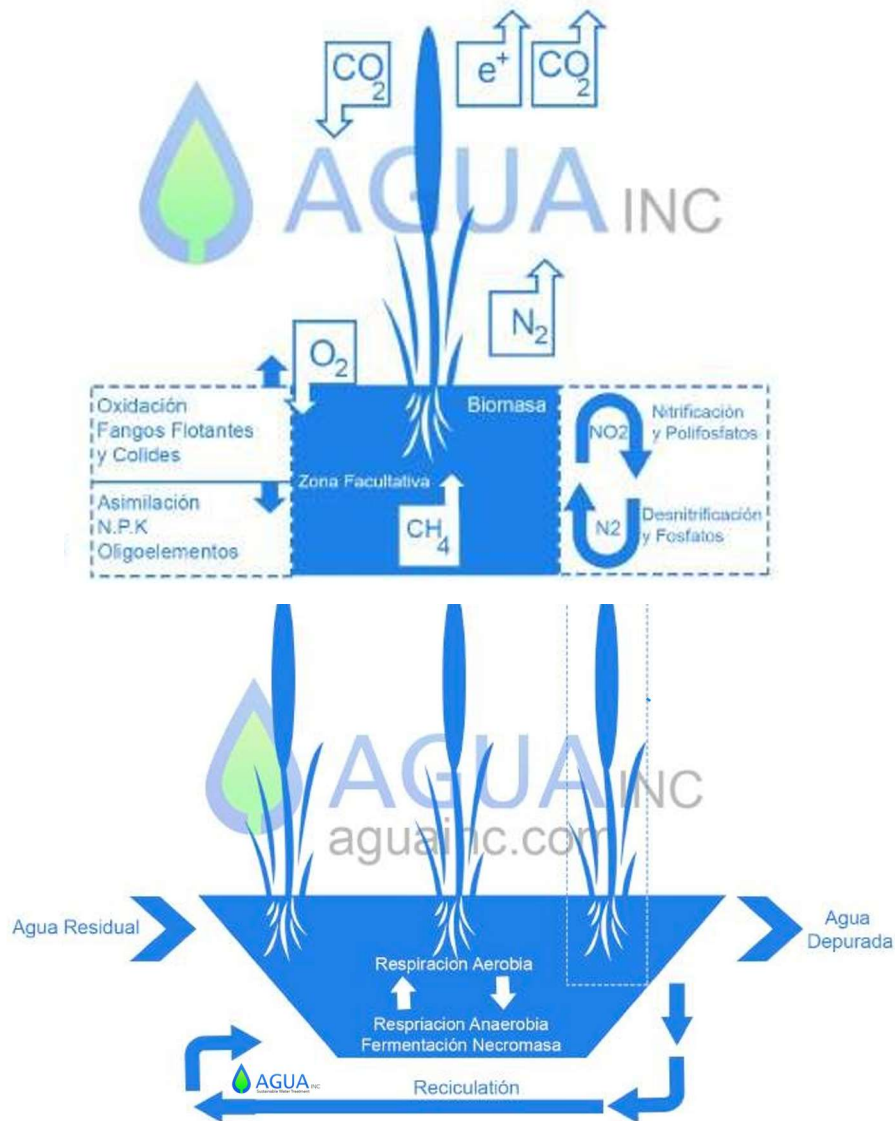 CO2
e+
CO2
AGUA INC
N2
O2
Oxidación
Fangos Flotantes
y Colides
Biomasa
NO2
Nitrificación
y Polifosfatos
Zona Facultativa
Asimilación
N.P.K
Oligoelementos
CH4
N2
Desnitrificación
y Fosfatos
AGUA INC
aguainc.com
Agua Residual
Agua
Depurada
Respiracion Aerobia
Respriacion Anaerobia
Fermentación Necromasa
AGUA INC
Reciculatión